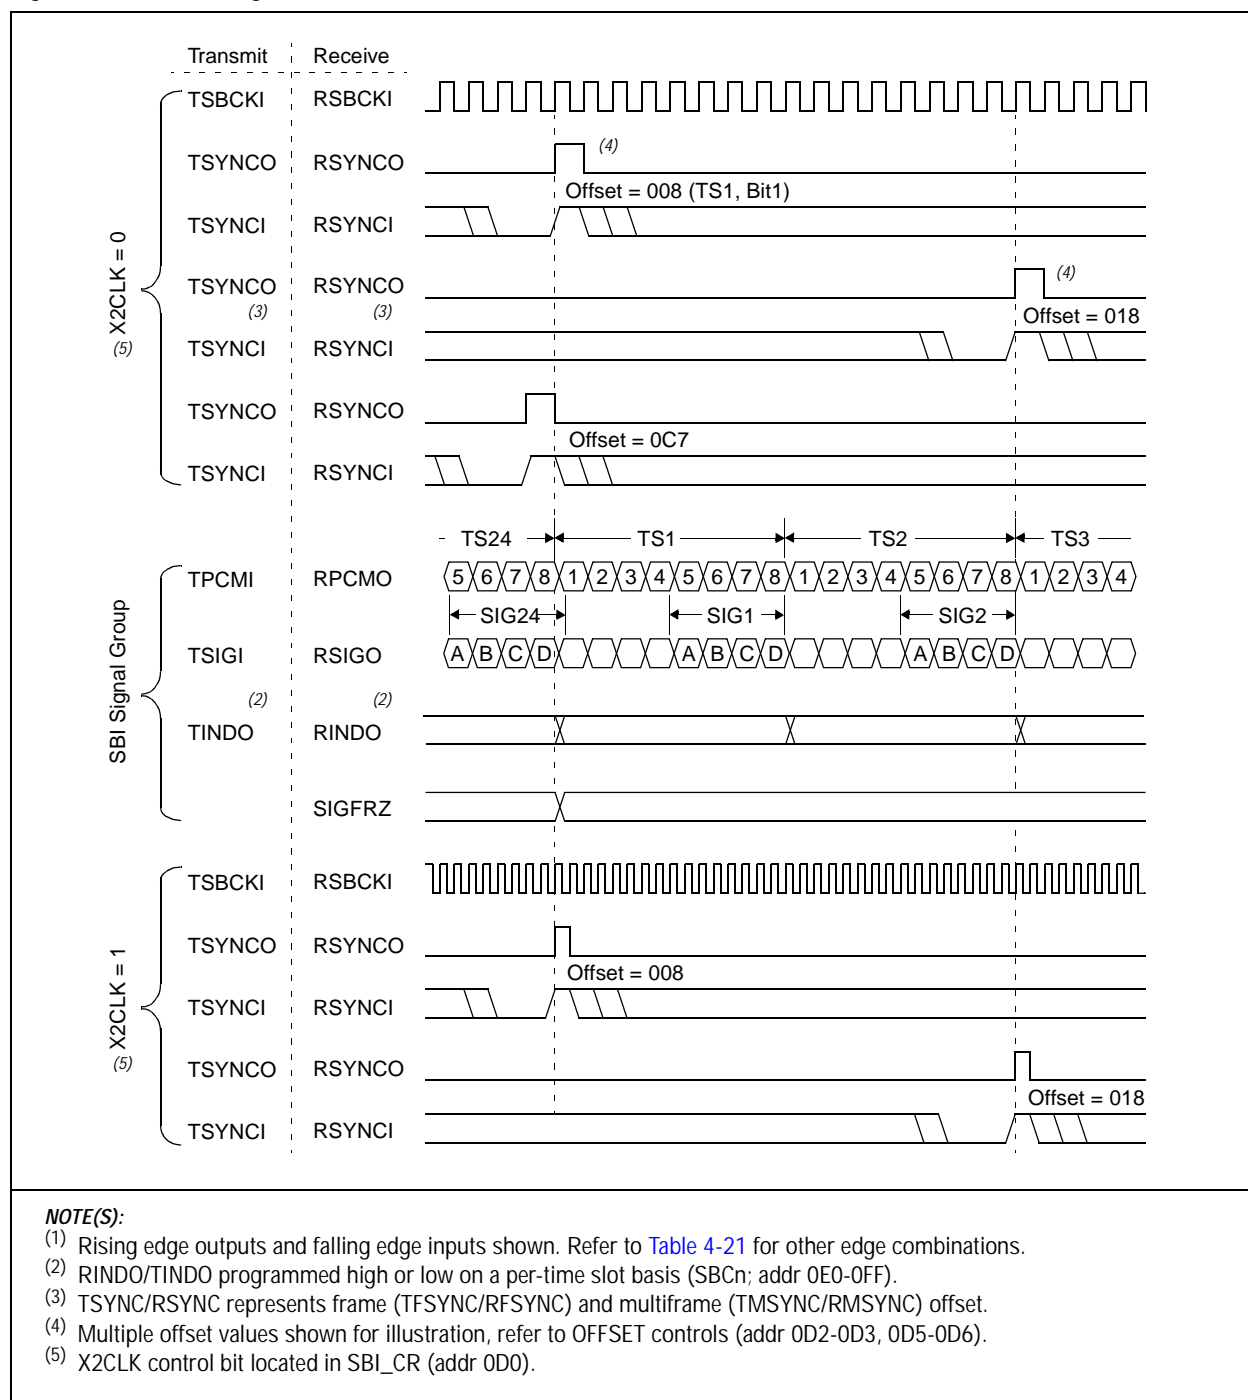 Transmit Receive
TSBCKI RSBCKI
TSYNCO RSYNCO (4)
Offset = 008 (TS1, Bit1)
TSYNCI RSYNCI
X2CLK = 0
(5)
TSYNCO RSYNCO (4)
(3) (3)
Offset = 018
TSYNCI RSYNCI
TSYNCO RSYNCO
Offset = 0C7
TSYNCI RSYNCI
SBI Signal Group
TS24 TS1 TS2 TS3
TPCMI RPCMO 5 6 7 8 1 2 3 4 5 6 7 8 1 2 3 4 5 6 7 8 1 2 3 4
SIG24 SIG1 SIG2
TSIGI RSIGO A B C D A B C D A B C D
(2) (2)
TINDO RINDO
SIGFRZ
X2CLK = 1
(5)
TSBCKI RSBCKI
TSYNCO RSYNCO
Offset = 008
TSYNCI RSYNCI
TSYNCO RSYNCO
Offset = 018
TSYNCI RSYNCI
NOTE(S):
(1) Rising edge outputs and falling edge inputs shown. Refer to Table 4-21 for other edge combinations.
(2) RINDO/TINDO programmed high or low on a per-time slot basis (SBCn; addr 0E0-0FF).
(3) TSYNC/RSYNC represents frame (TFSYNC/RFSYNC) and multiframe (TMSYNC/RMSYNC) offset.
(4) Multiple offset values shown for illustration, refer to OFFSET controls (addr 0D2-0D3, 0D5-0D6).
(5) X2CLK control bit located in SBI_CR (addr 0D0).